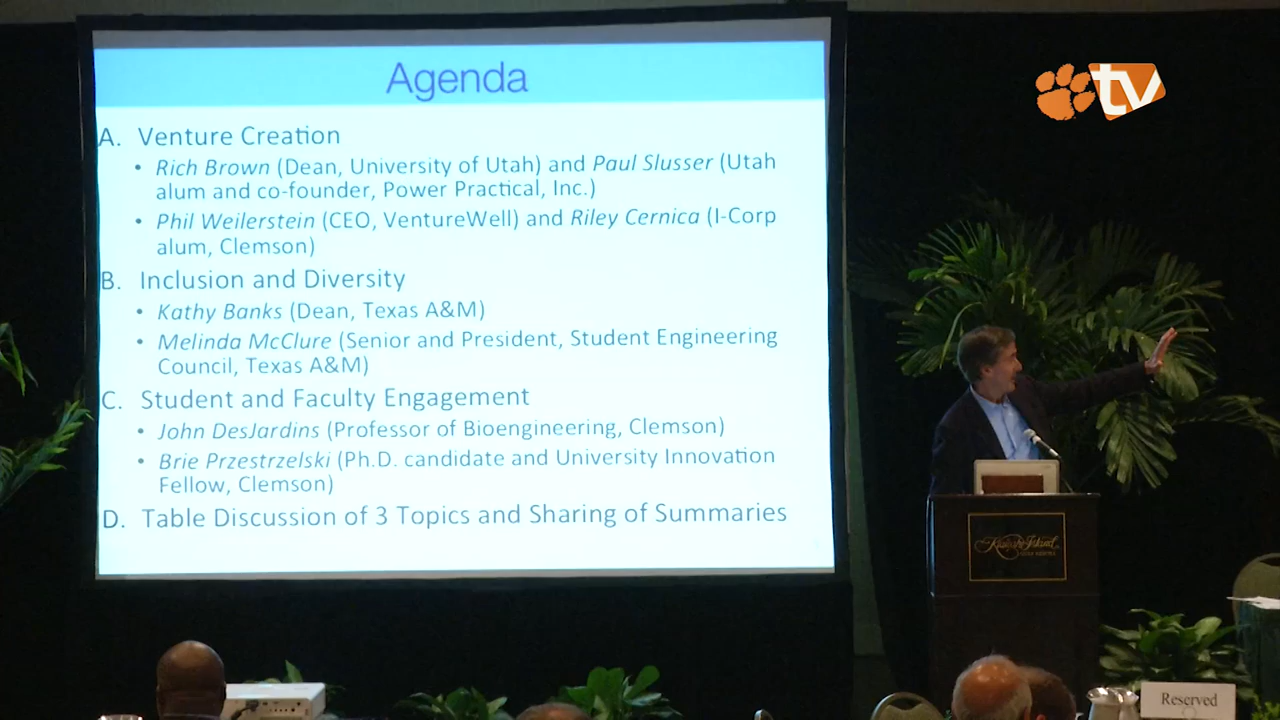 Agenda
tv
A. Venture Creation
• Rich Brown (Dean, University of Utah) and Paul Slusser (Utah
alum and co-founder, Power Practical, Inc.)
• Phil Weilerstein (CEO, VentureWell) and Riley Cernica (I-Corp
alum, Clemson)
B. Inclusion and Diversity
• Kathy Banks (Dean, Texas A&M)
• Melinda McClure (Senior and President, Student Engineering
Council, Texas A&M)
C. Student and Faculty Engagement
• John DesJardins (Professor of Bioengineering, Clemson)
• Brie Przestrzelski (Ph.D. candidate and University Innovation
Fellow, Clemson)
D. Table Discussion of 3 Topics and Sharing of Summaries
Kiawah Island
Reserved